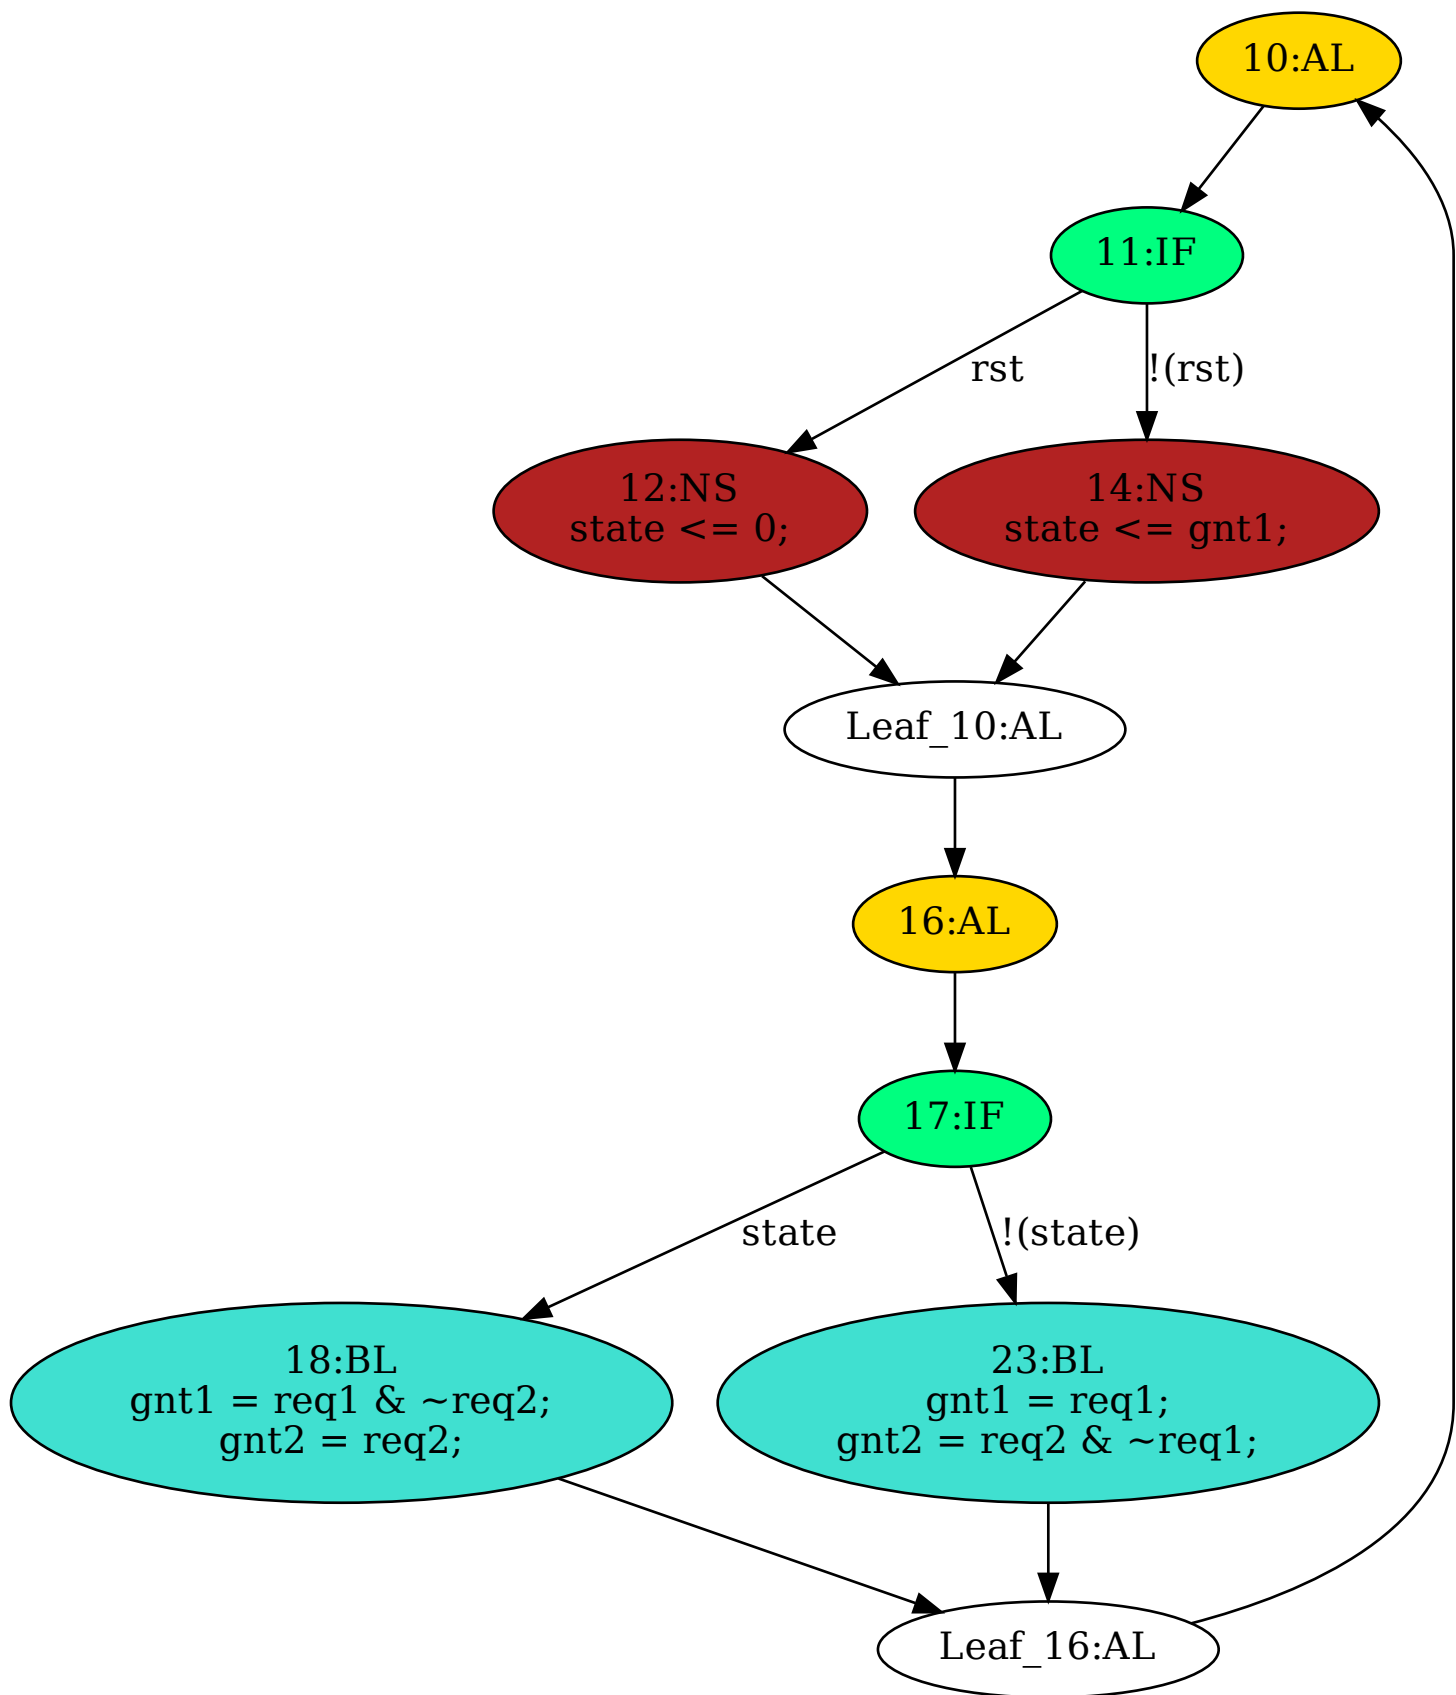 10:AL
11:IF
rst
!(rst)
12:NS
state <= 0;
14:NS
state <= gnt1;
Leaf_10:AL
16:AL
17:IF
state
!(state)
18:BL
gnt1 = req1 & ~req2;
gnt2 = req2;
23:BL
gnt1 = req1;
gnt2 = req2 & ~req1;
Leaf_16:AL